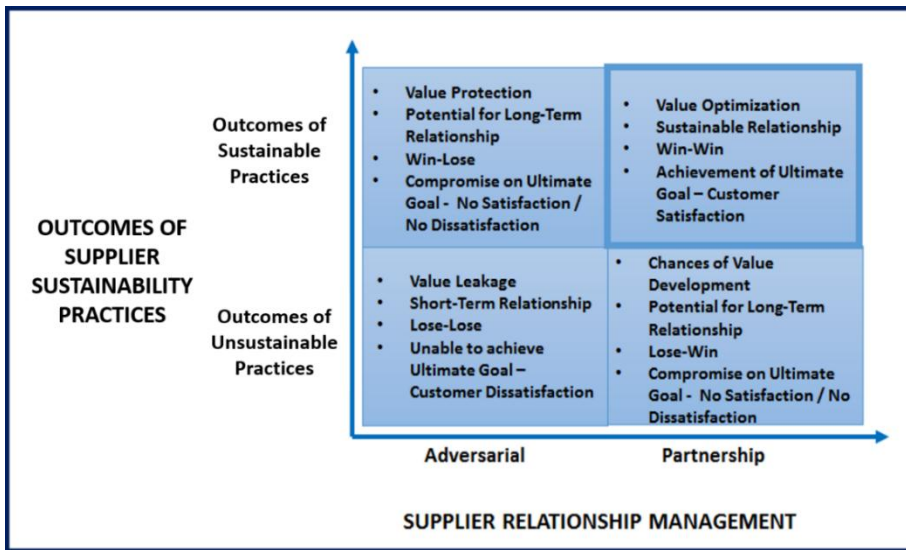 OUTCOMES OF
SUPPLIER
SUSTAINABILITY
PRACTICES
Outcomes of
Sustainable
Practices
• Value Protection
• Potential for Long-Term
Relationship
• Win-Lose
• Compromise on Ultimate
Goal - No Satisfaction /
No Dissatisfaction
• Value Optimization
• Sustainable Relationship
• Win-Win
• Achievement of Ultimate
Goal – Customer
Satisfaction
Outcomes of
Unsustainable
Practices
• Value Leakage
• Short-Term Relationship
• Lose-Lose
• Unable to achieve
Ultimate Goal –
Customer Dissatisfaction
• Chances of Value
Development
• Potential for Long-Term
Relationship
• Lose-Win
• Compromise on Ultimate
Goal - No Satisfaction / No
Dissatisfaction
Adversarial
Partnership
SUPPLIER RELATIONSHIP MANAGEMENT